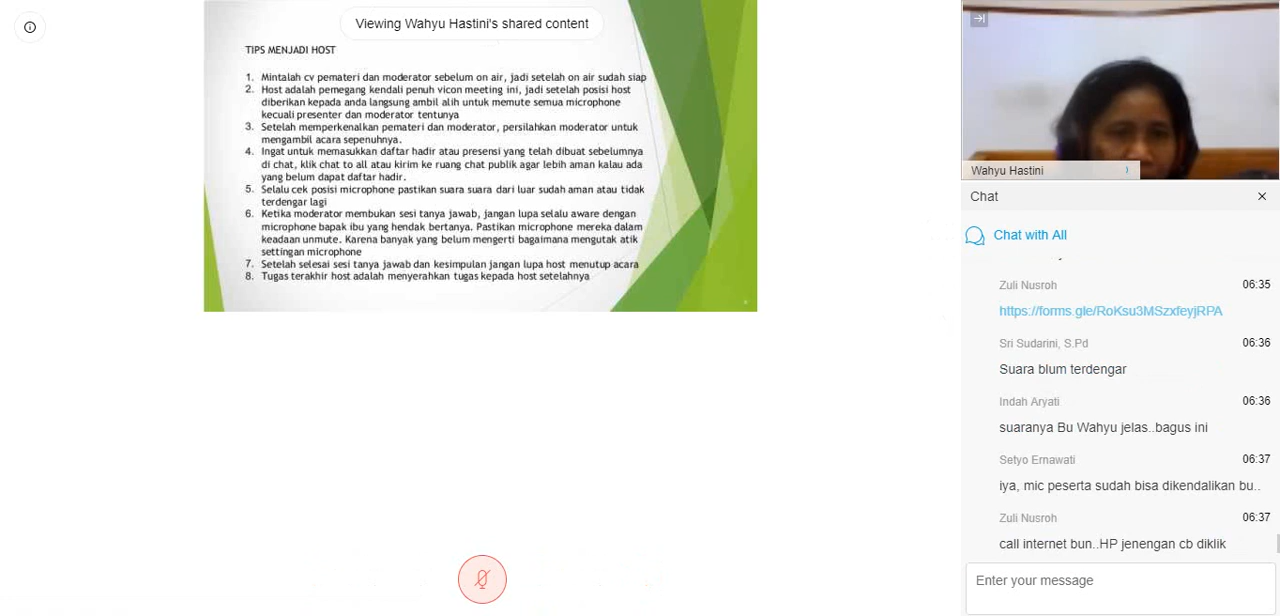 Viewing Wahyu Hastini's shared content
TIPS MENJADI HOST
1. Mintalah cv pemateri dan moderator sebelum on air, jadi setelah on air sudah siap
2. Host adalah pemegang kendali penuh vicon meeting ini, jadi setelah posisi host
diberikan kepada anda langsung ambil alih untuk memute semua microphone
kecuali presenter dan moderator tentunya
3. Setelah memperkenalkan pemateri dan moderator, persilahkan moderator untuk
mengambil acara sepenuhnya.
4. Ingat untuk memasukkan daftar hadir atau presensi yang telah dibuat sebelumnya
di chat, klik chat to all atau kirim ke ruang chat publik agar lebih aman kalau ada
yang belum dapat daftar hadir.
5. Selalu cek posisi microphone pastikan suara suara dari luar sudah aman atau tidak
terdengar lagi
6. Ketika moderator membukan sesi tanya jawab, jangan lupa selalu aware dengan
microphone bapak ibu yang hendak bertanya. Pastikan microphone mereka dalam
keadaan unmute. Karena banyak yang belum mengerti bagaimana mengutak atik
settingan microphone
7. Setelah selesai sesi tanya jawab dan kesimpulan jangan lupa host menutup acara
8. Tugas terakhir host adalah menyerahkan tugas kepada host setelahnya
Wahyu Hastini
Chat
Chat with All
Zuli Nusroh 06:35
https://forms.gle/RoKsu3MSzxfeyjRPA
Sri Sudarini, S.Pd 06:36
Suara blum terdengar
Indah Aryati 06:36
suaranya Bu Wahyu jelas..bagus ini
Setyo Ernawati 06:37
iya, mic peserta sudah bisa dikendalikan bu..
Zuli Nusroh 06:37
call internet bun..HP jenengan cb diklik
Enter your message